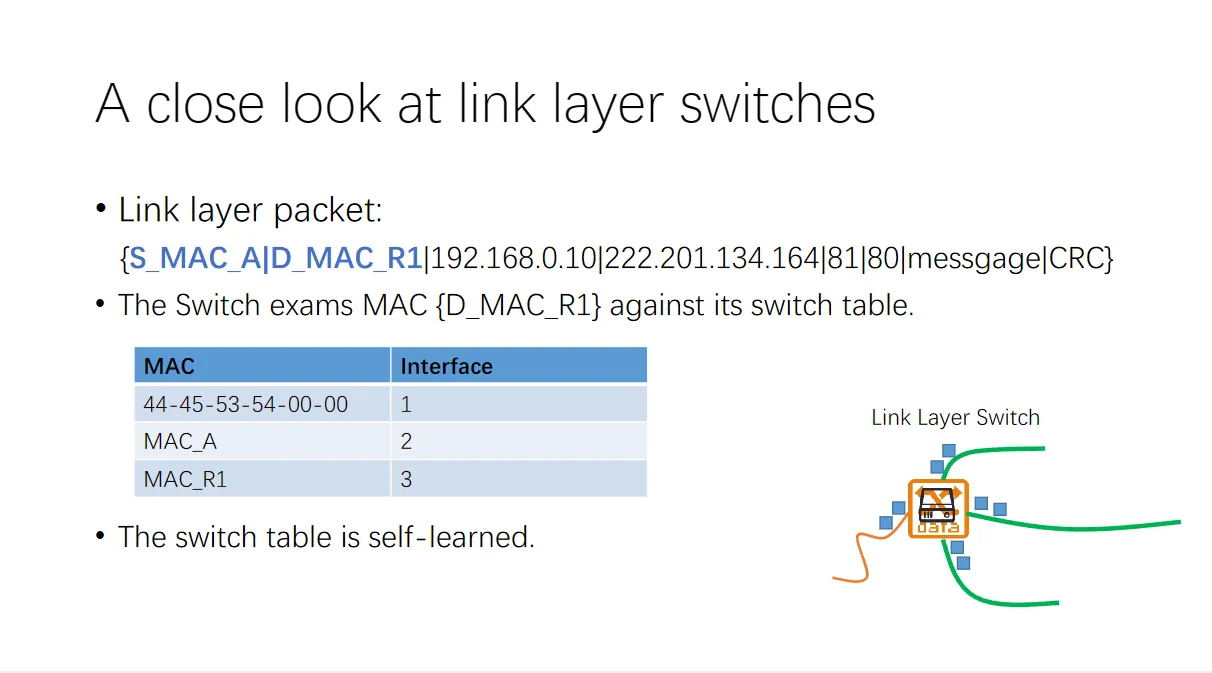 A close look at link layer switches
• Link layer packet:
{S_MAC_A|D_MAC_R1|192.168.0.10|222.201.134.164|81|80|messgage|CRC}
• The Switch exams MAC {D_MAC_R1} against its switch table.
MAC Interface
44-45-53-54-00-00 1
MAC_A 2
MAC_R1 3
Link Layer Switch
data
• The switch table is self-learned.